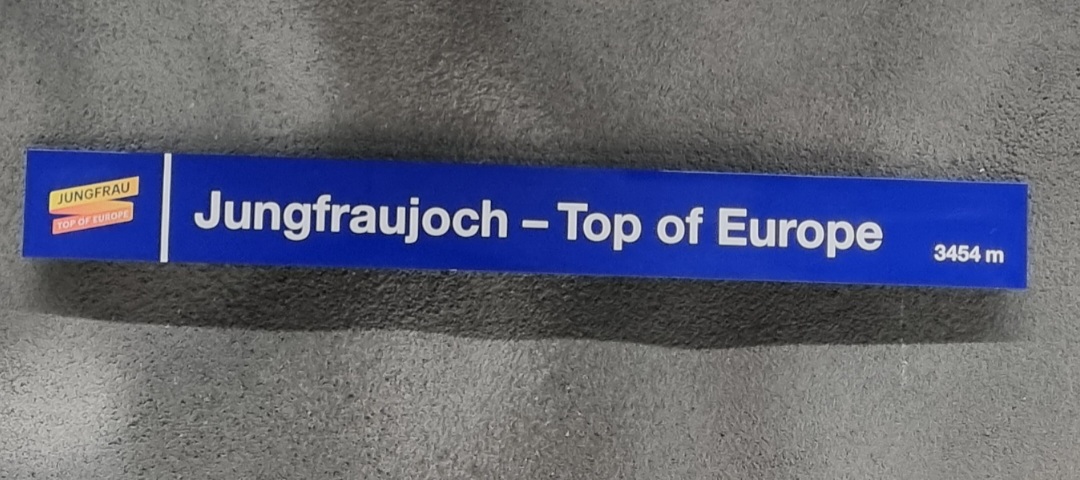 JUNGFRAU
TOP OF EUROPE
Jungfraujoch – Top of Europe
3454 m